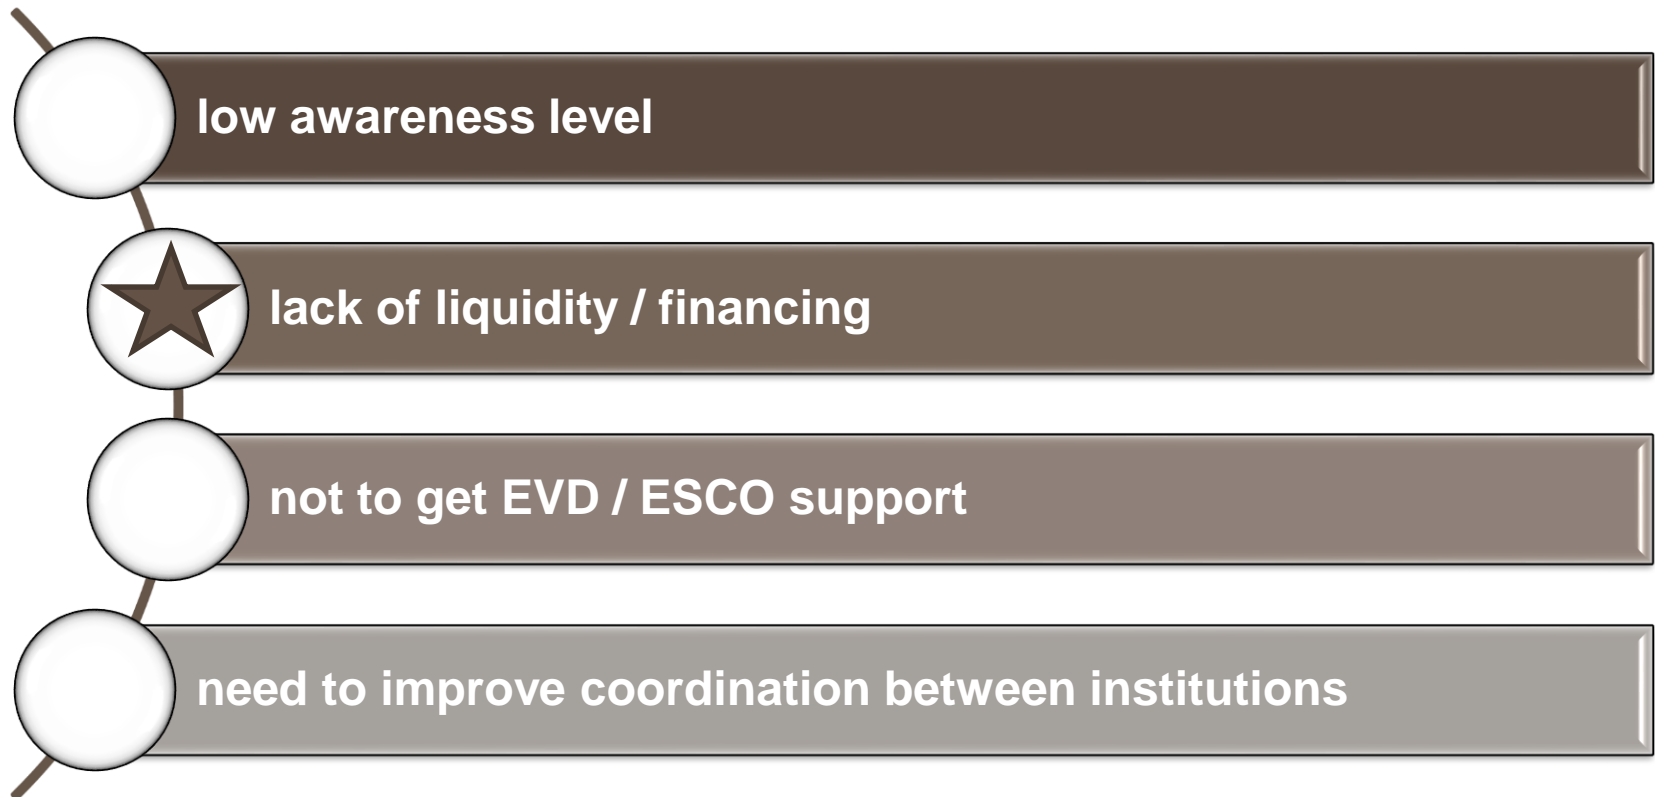 low awareness level
lack of liquidity / financing
not to get EVD / ESCO support
need to improve coordination between institutions